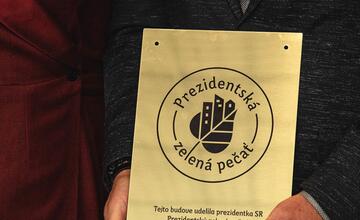 Prezidentská
zelená pečať
Tejto budove udelila prezidentka SR